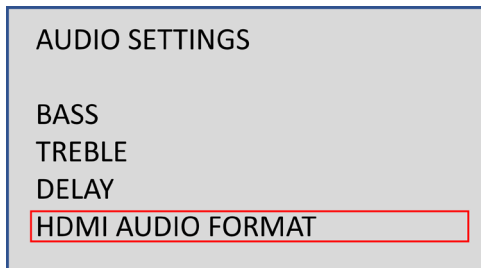 AUDIO SETTINGS
BASS
TREBLE
DELAY
HDMI AUDIO FORMAT